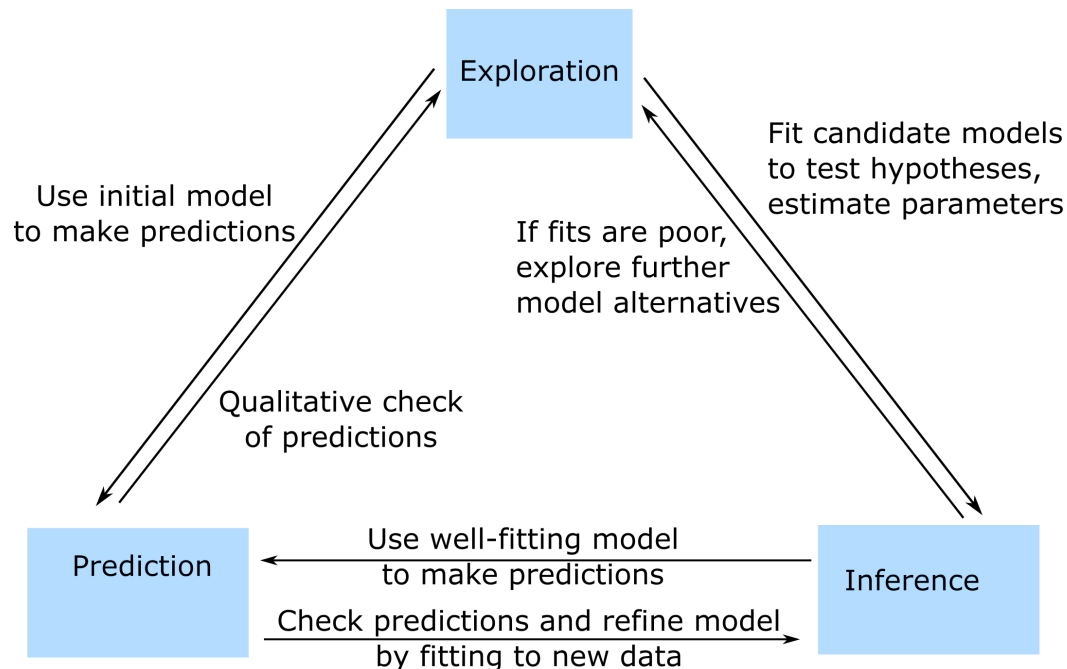 Exploration
Fit candidate models
to test hypotheses,
estimate parameters
Use initial model
to make predictions
If fits are poor,
explore further
model alternatives
Qualitative check
of predictions
Prediction
Use well-fitting model
to make predictions
Inference
Check predictions and refine model
by fitting to new data